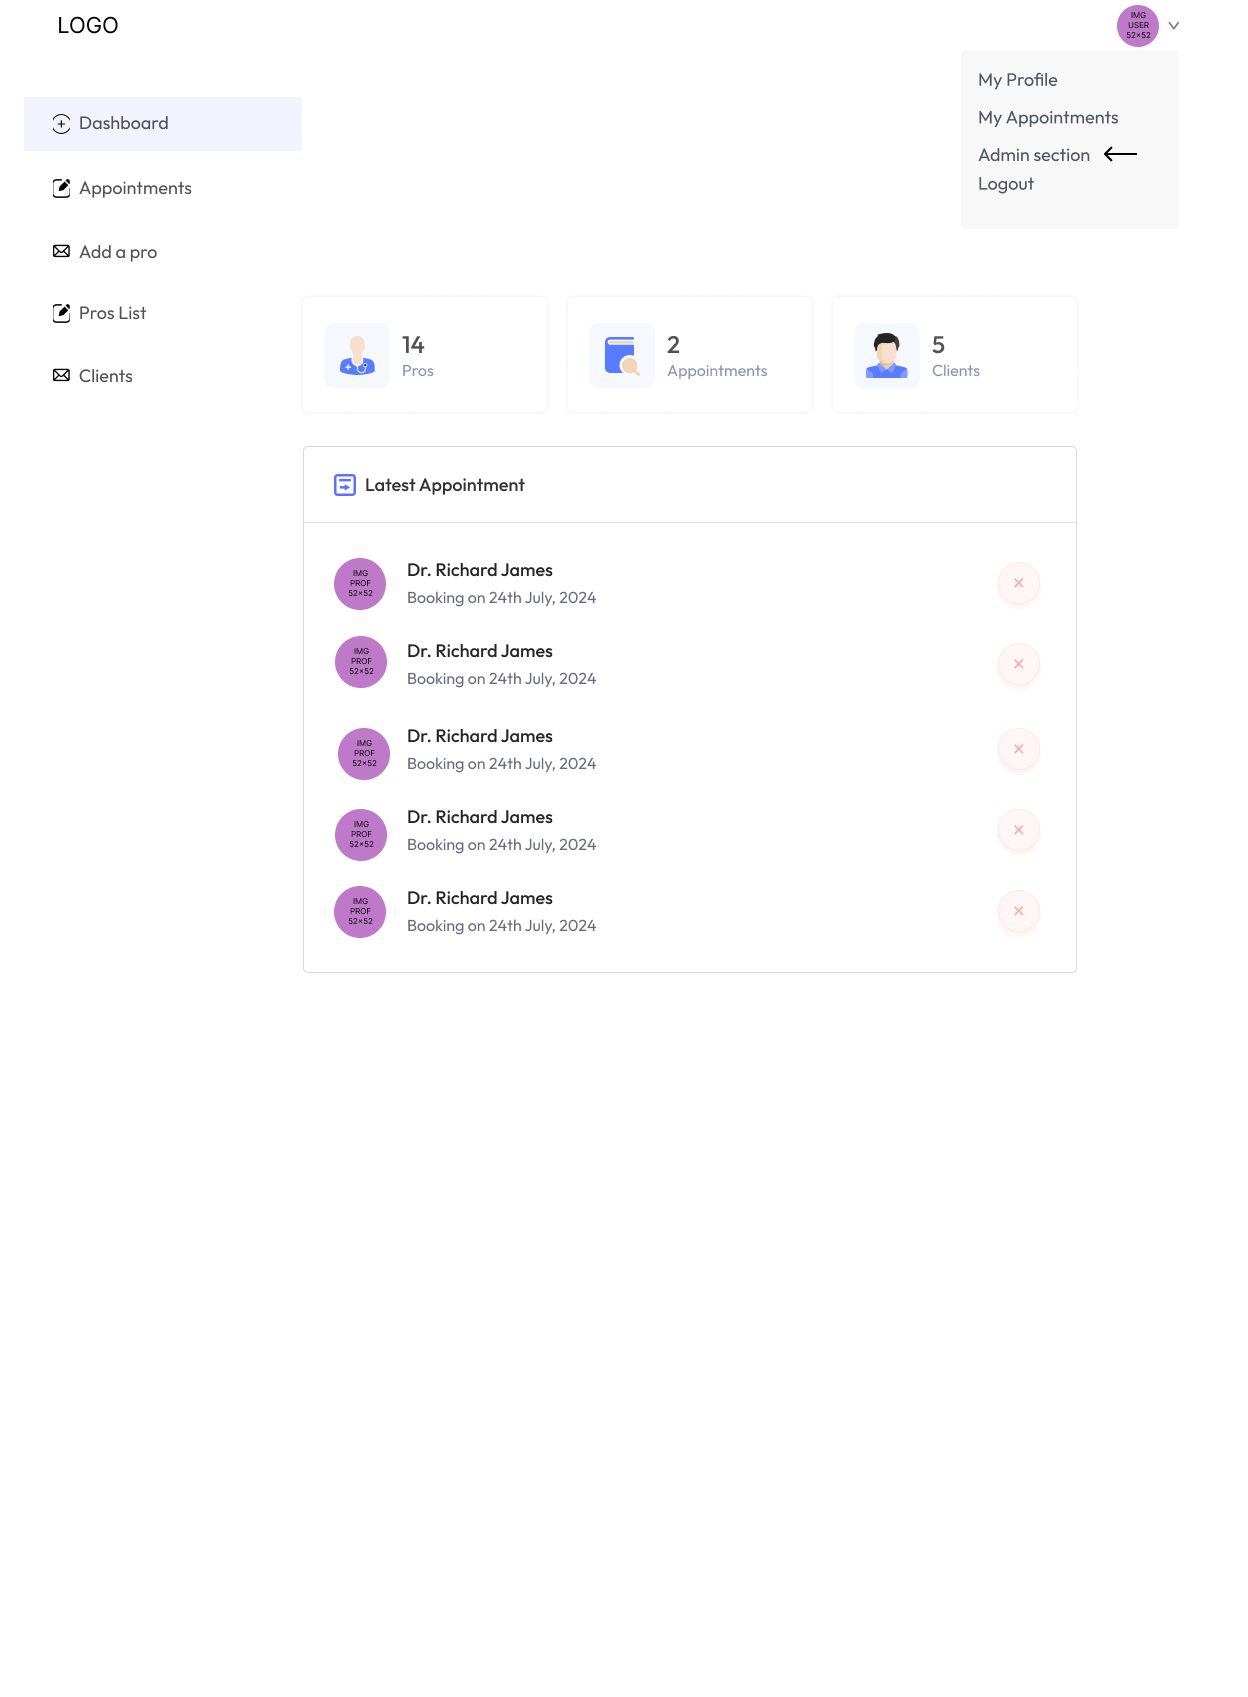 LOGO
IMG
USER
52×52
My Profile
My Appointments
Admin section
Logout
Dashboard
Appointments
Add a pro
Pros List
Clients
14
Pros
2
Appointments
5
Clients
Latest Appointment
IMG
PROF
52×52
Dr. Richard James
Booking on 24th July, 2024
IMG
PROF
52×52
Dr. Richard James
Booking on 24th July, 2024
IMG
PROF
52×52
Dr. Richard James
Booking on 24th July, 2024
IMG
PROF
52×52
Dr. Richard James
Booking on 24th July, 2024
IMG
PROF
52×52
Dr. Richard James
Booking on 24th July, 2024